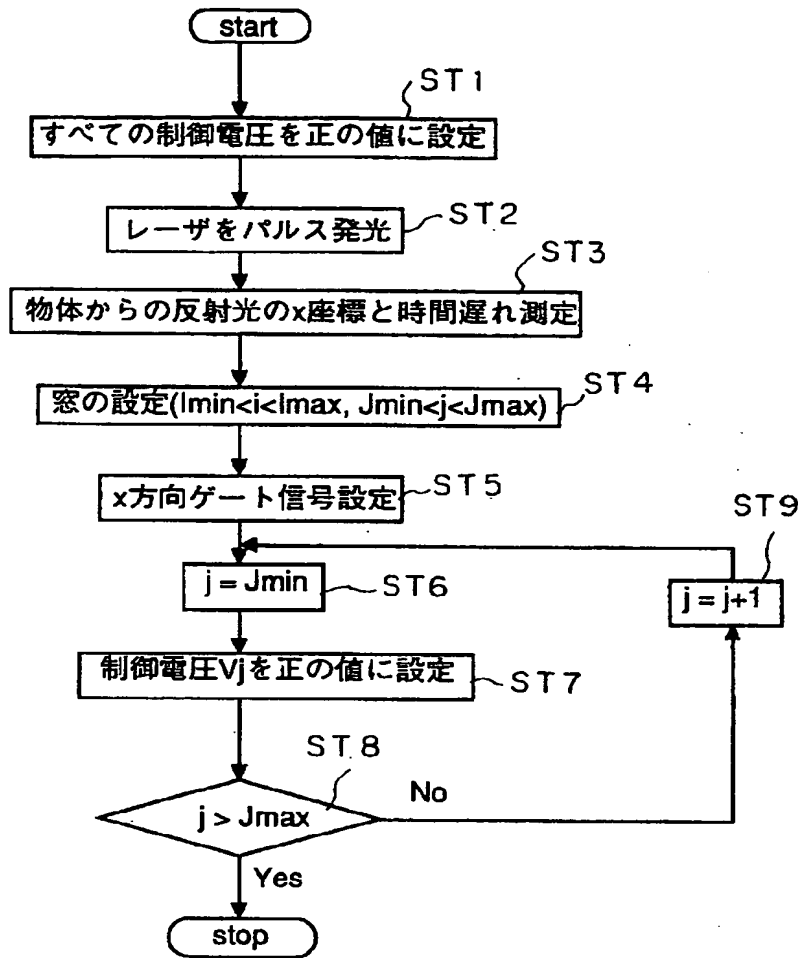 start
ST1
すべての制御電圧を正の値に設定
レーザをパルス発光
ST2
ST3
物体からの反射光のx座標と時間遅れ測定
窓の設定(Imin<i<Imax, Jmin<j<Jmax)
ST4
x方向ゲート信号設定
ST5
ST9
j = Jmin
ST6
j = j+1
制御電圧Vjを正の値に設定
ST7
ST8
j > Jmax
No
Yes
stop